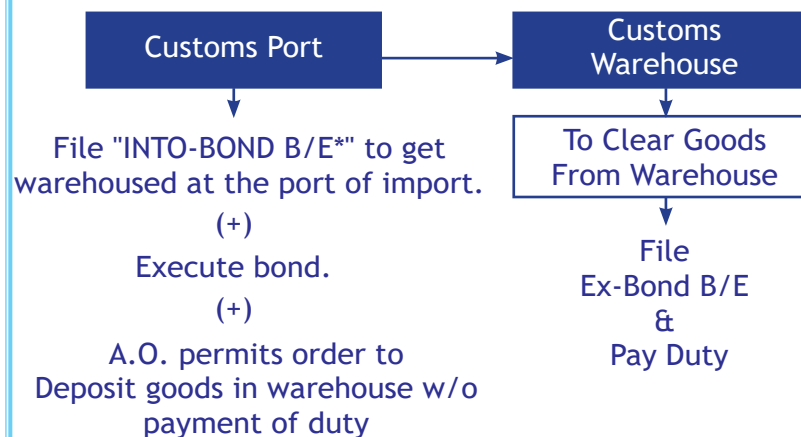 Customs Port
File "INTO-BOND B/E*" to get
warehoused at the port of import.
(+)
Execute bond.
(+)
A.O. permits order to
Deposit goods in warehouse w/o
payment of duty
Customs
Warehouse
To Clear Goods
From Warehouse
File
Ex-Bond B/E
&
Pay Duty